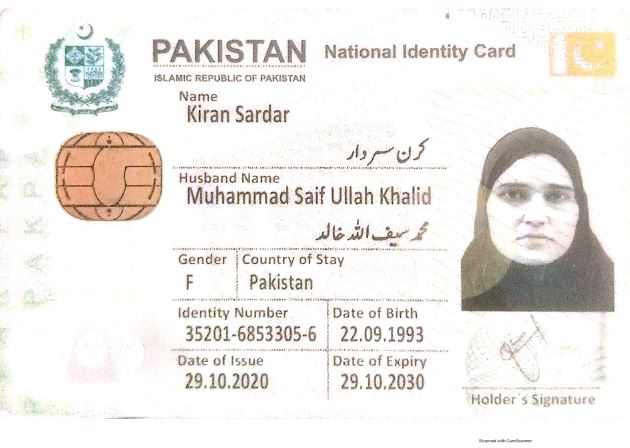 PAKISTAN National Identity Card
ISLAMIC REPUBLIC OF PAKISTAN
Name
Kiran Sardar
کرن سردار
Husband Name
Muhammad Saif Ullah Khalid
محمد سیف اللہ خالد
Gender Country of Stay
F Pakistan
Identity Number Date of Birth
35201-6853305-6 22.09.1993
Date of Issue Date of Expiry
29.10.2020 29.10.2030
Holder`s Signature
Scanned with CamScanner